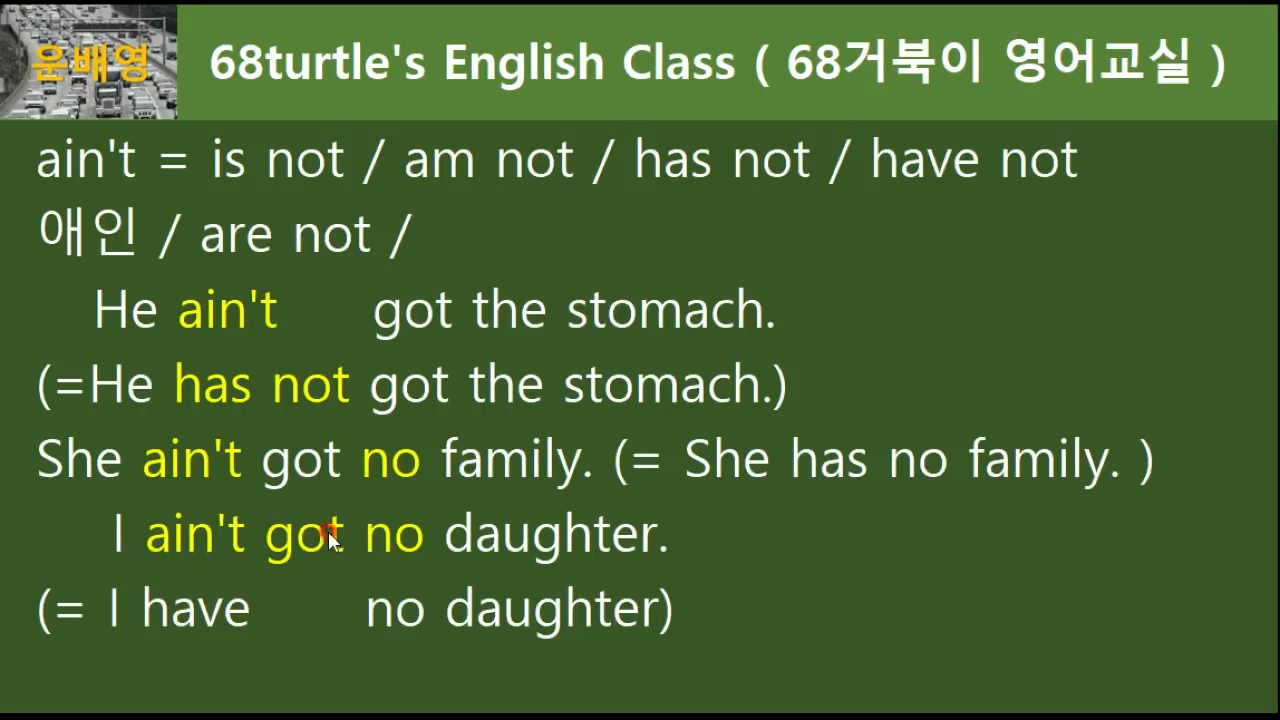 윤배영
68turtle's English Class ( 68거북이 영어교실 )
ain't = is not / am not / has not / have not
애인 / are not /
He ain't got the stomach.
(=He has not got the stomach.)
She ain't got no family. (= She has no family. )
I ain't got no daughter.
(= I have no daughter)